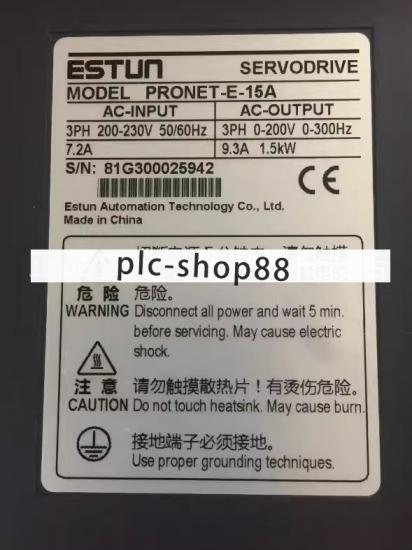 ESTUN SERVODRIVE
MODEL PRONET-E-15A
AC-INPUT AC-OUTPUT
3PH 200-230V 50/60Hz 3PH 0-200V 0-300Hz
7.2A 9.3A 1.5kW
S/N: 81G300025942
CE
Estun Automation Technology Co., Ltd.
Made in China
plc-shop88
危 险 危险。
WARNING Disconnect all power and wait 5 min.
before servicing. May cause electric
shock.
注 意 请勿触摸散热片！有烫伤危险。
CAUTION Do not touch heatsink. May cause burn.
接地端子必须接地。
Use proper grounding techniques.